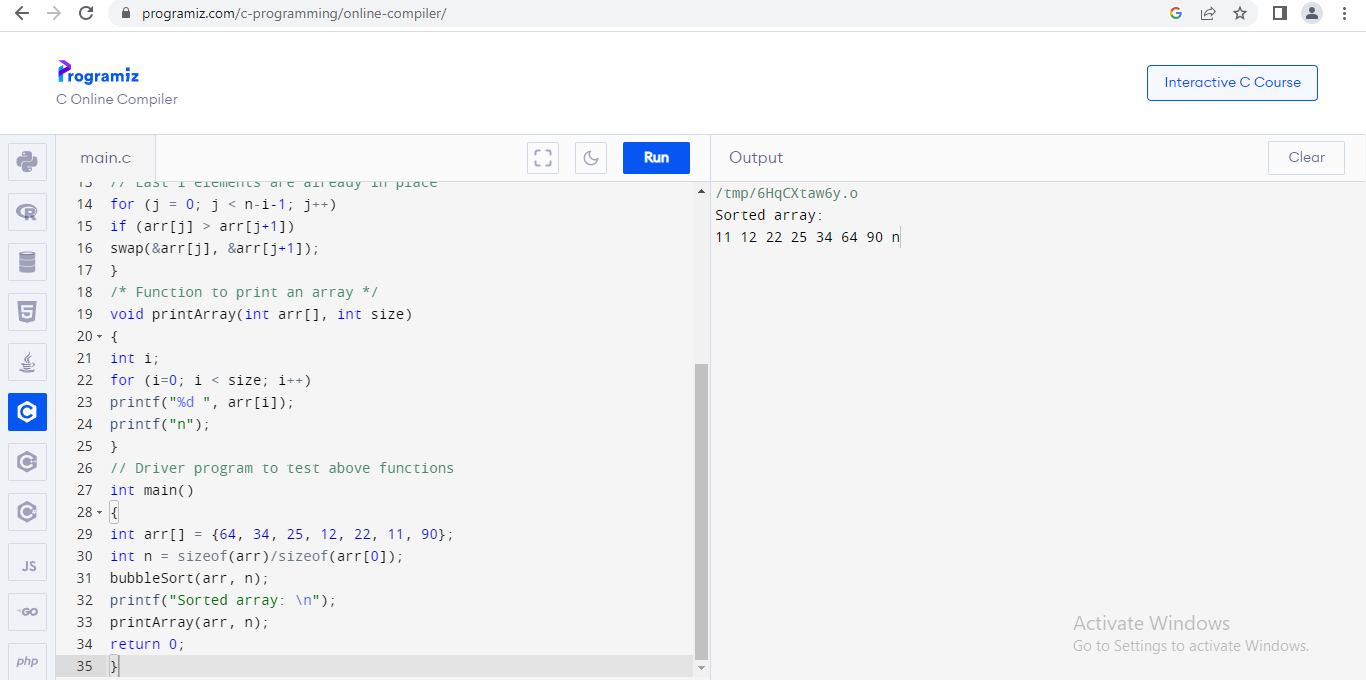 programiz.com/c-programming/online-compiler/
Programiz
C Online Compiler
Interactive C Course
main.c
Run
Output
Clear
13 // Last i elements are already in place
14 for (j = 0; j < n-i-1; j++)
15 if (arr[j] > arr[j+1])
16 swap(&arr[j], &arr[j+1]);
17 }
18 /* Function to print an array */
19 void printArray(int arr[], int size)
20 {
21 int i;
22 for (i=0; i < size; i++)
23 printf("%d ", arr[i]);
24 printf("n");
25 }
26 // Driver program to test above functions
27 int main()
28 {
29 int arr[] = {64, 34, 25, 12, 22, 11, 90};
30 int n = sizeof(arr)/sizeof(arr[0]);
31 bubbleSort(arr, n);
32 printf("Sorted array: \n");
33 printArray(arr, n);
34 return 0;
35 }
/tmp/6HqCXtaw6y.o
Sorted array:
11 12 22 25 34 64 90 n
JS
GO
php
Activate Windows
Go to Settings to activate Windows.